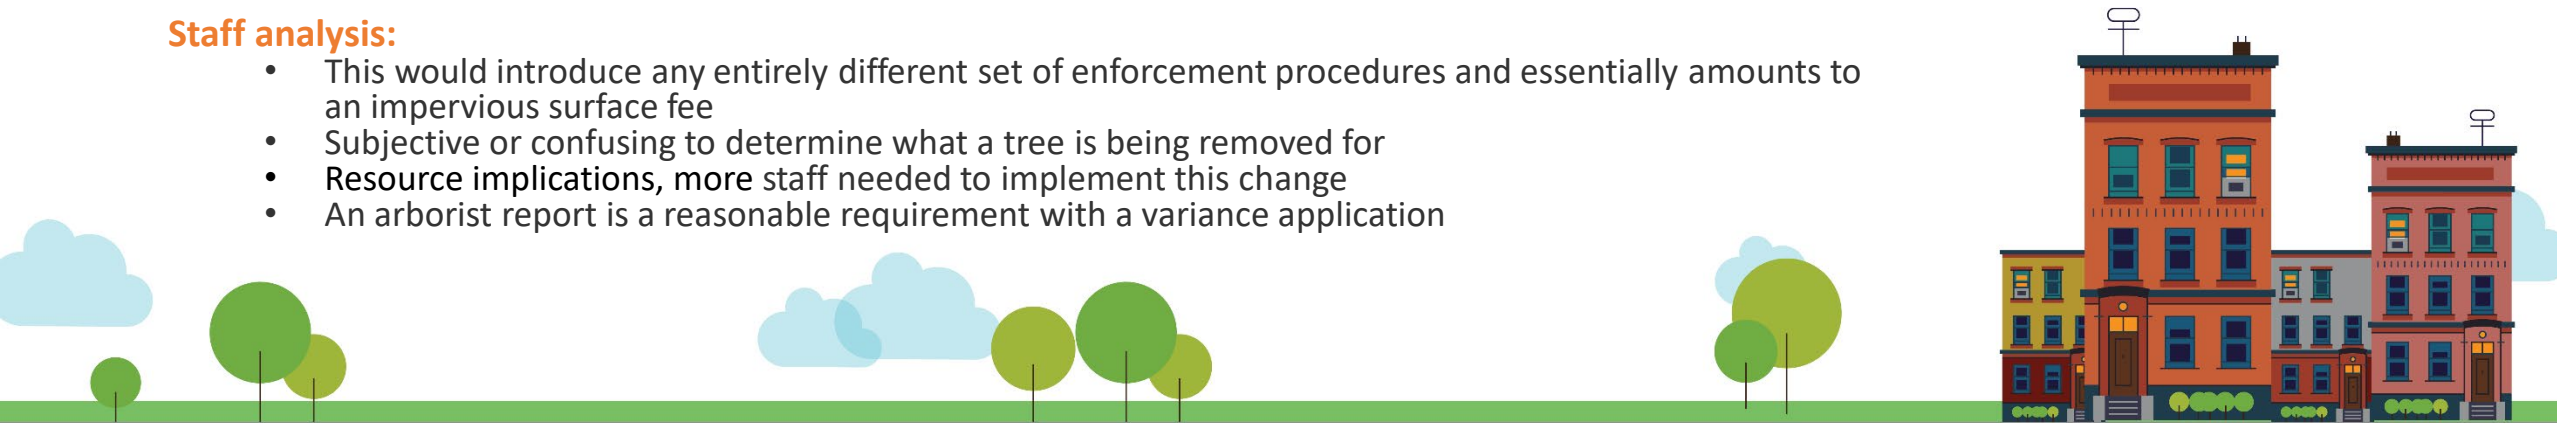 Staff analysis:
• This would introduce any entirely different set of enforcement procedures and essentially amounts to
an impervious surface fee
• Subjective or confusing to determine what a tree is being removed for
• Resource implications, more staff needed to implement this change
• An arborist report is a reasonable requirement with a variance application